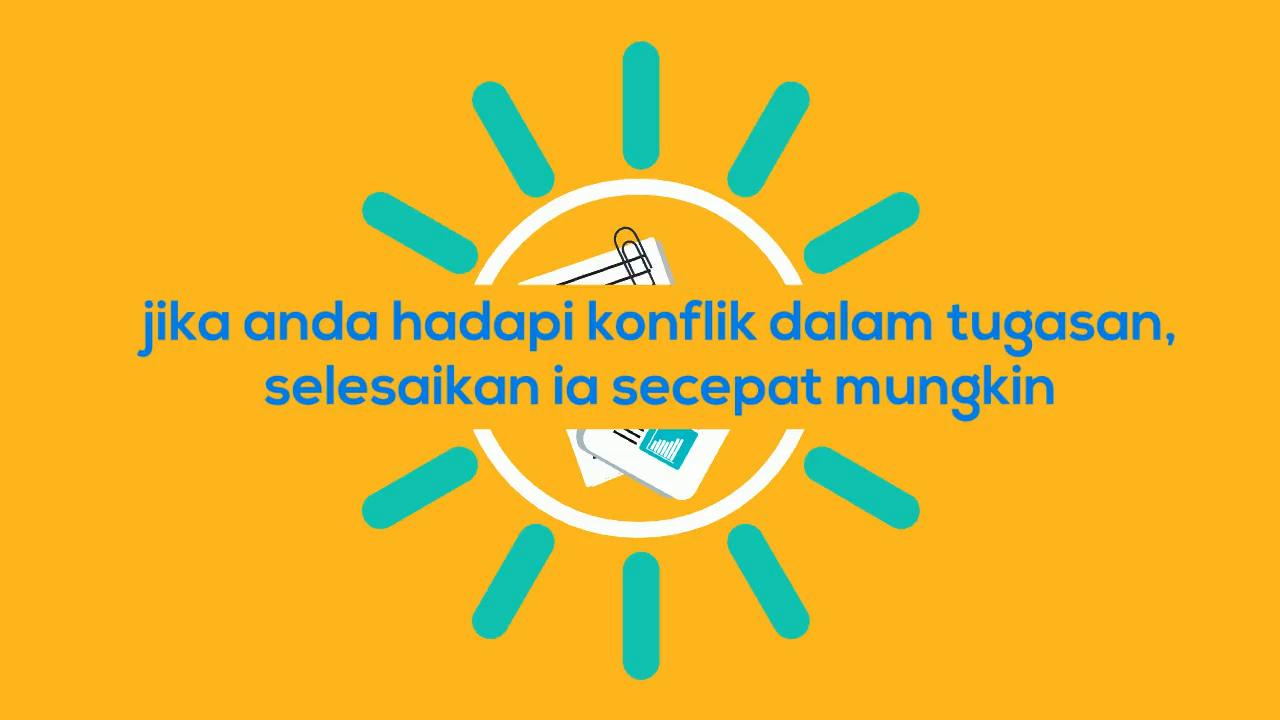 jika anda hadapi konflik dalam tugasan,
selesaikan ia secepat mungkin